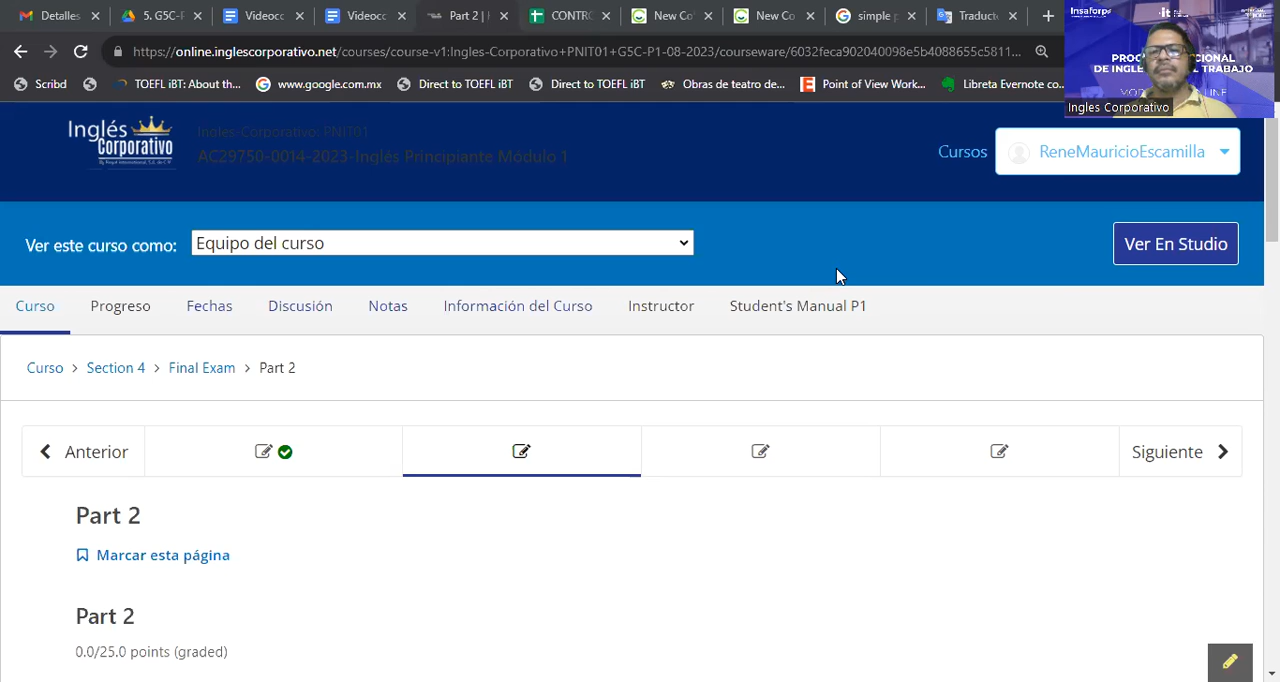 Detalles
5. G5C-F
Videocc
Videocc
Part 2 |
CONTRC
New Co
New Co
simple p
Traducto
https://online.inglescorporativo.net/courses/course-v1:Ingles-Corporativo+PNIT01+G5C-P1-08-2023/courseware/6032feca902040098e5b4088655c5811...
Scribd
TOEFL iBT: About th...
www.google.com.mx
Direct to TOEFL iBT
Direct to TOEFL iBT
Obras de teatro de...
Point of View Work...
Libreta Evernote co...
Insaforp
DE INGLÉS TRABAJO
Ingles Corporativo
Inglés
Corporativo
Ingles-Corporativo: PNIT01
AC29750-0014-2023-Inglés Principiante Módulo 1
Cursos
ReneMauricioEscamilla
Ver este curso como:
Equipo del curso
Ver En Studio
Curso
Progreso
Fechas
Discusión
Notas
Información del Curso
Instructor
Student's Manual P1
Curso > Section 4 > Final Exam > Part 2
Anterior
Siguiente
Part 2
Marcar esta página
Part 2
0.0/25.0 points (graded)